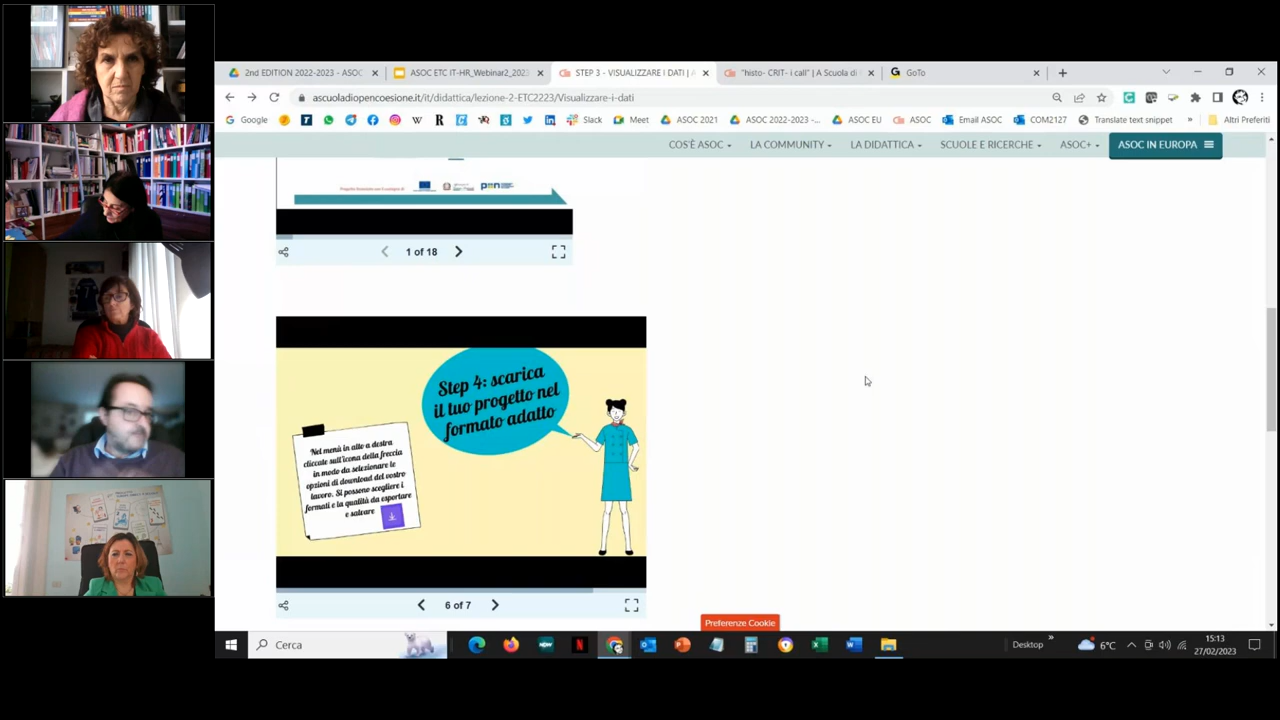 2nd EDITION 2022-2023 - ASOC
ASOC ETC IT-HR_Webinar2_2023
STEP 3 - VISUALIZZARE I DATI | A
"histo- CRIT- i call" | A Scuola di
GoTo
ascuoladiopencoesione.it/it/didattica/lezione-2-ETC2223/Visualizzare-i-dati
Google
Slack
Meet
ASOC 2021
ASOC 2022-2023 -...
ASOC EU
ASOC
Email ASOC
COM2127
Translate text snippet
»
Altri Preferiti
COS'È ASOC
LA COMMUNITY
LA DIDATTICA
SCUOLE E RICERCHE
ASOC+
ASOC IN EUROPA
pon
1 of 18
Step 4: scarica
il tuo progetto nel
formato adatto
Nel menù in alto a destra
cliccate sull'icona della freccia
in modo da selezionare le
opzioni di download del vostro
lavoro. Si possono scegliere i
formati e la qualità da esportare
e salvare
6 of 7
Preferenze Cookie
Cerca
Desktop
»
6°C
15:13
27/02/2023